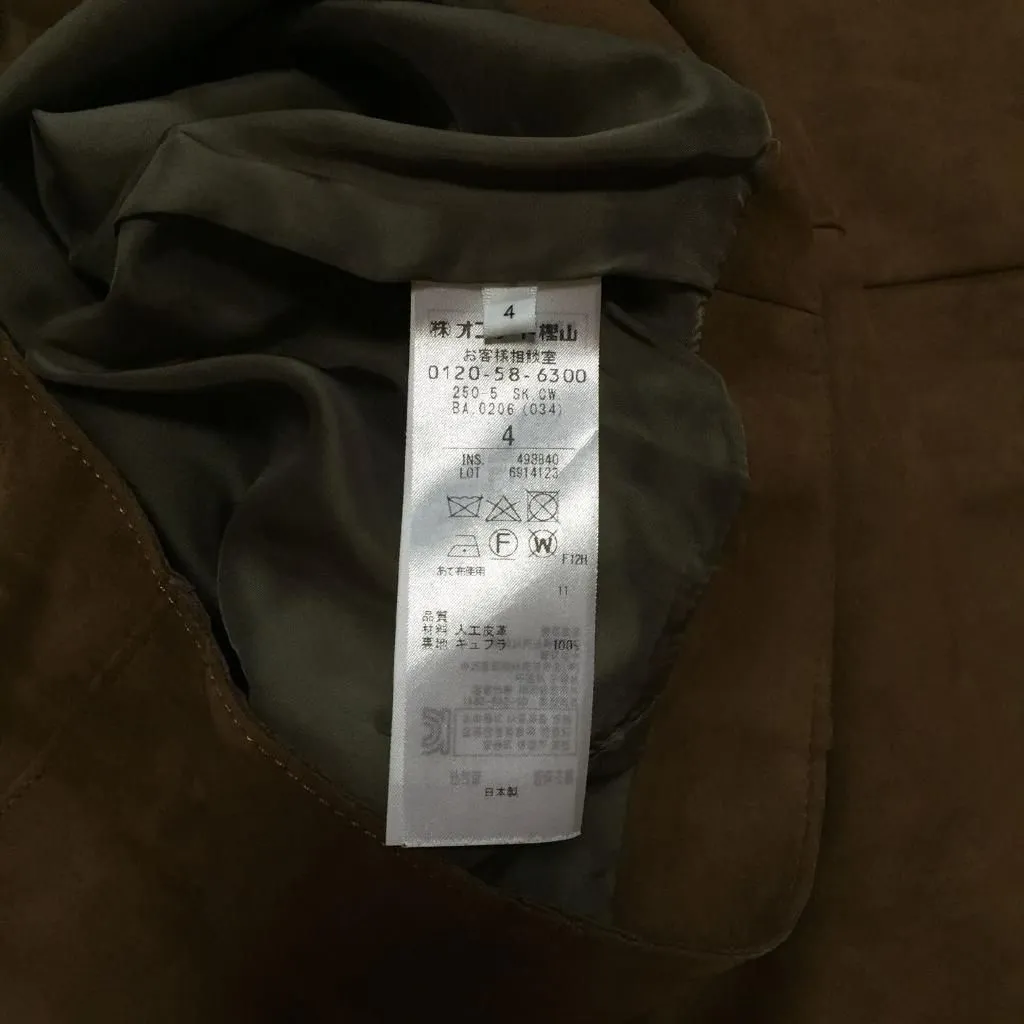 4
㈱オンワード樫山
お客様相談室
0120-58-6300
250-5 SK CW
BA.0206 (034)
4
INS. 498840
LOT 6914123
F
W
F12H
あて布使用
11
品質
材料 人工皮革
裏地 キュプラ 100%
日本製